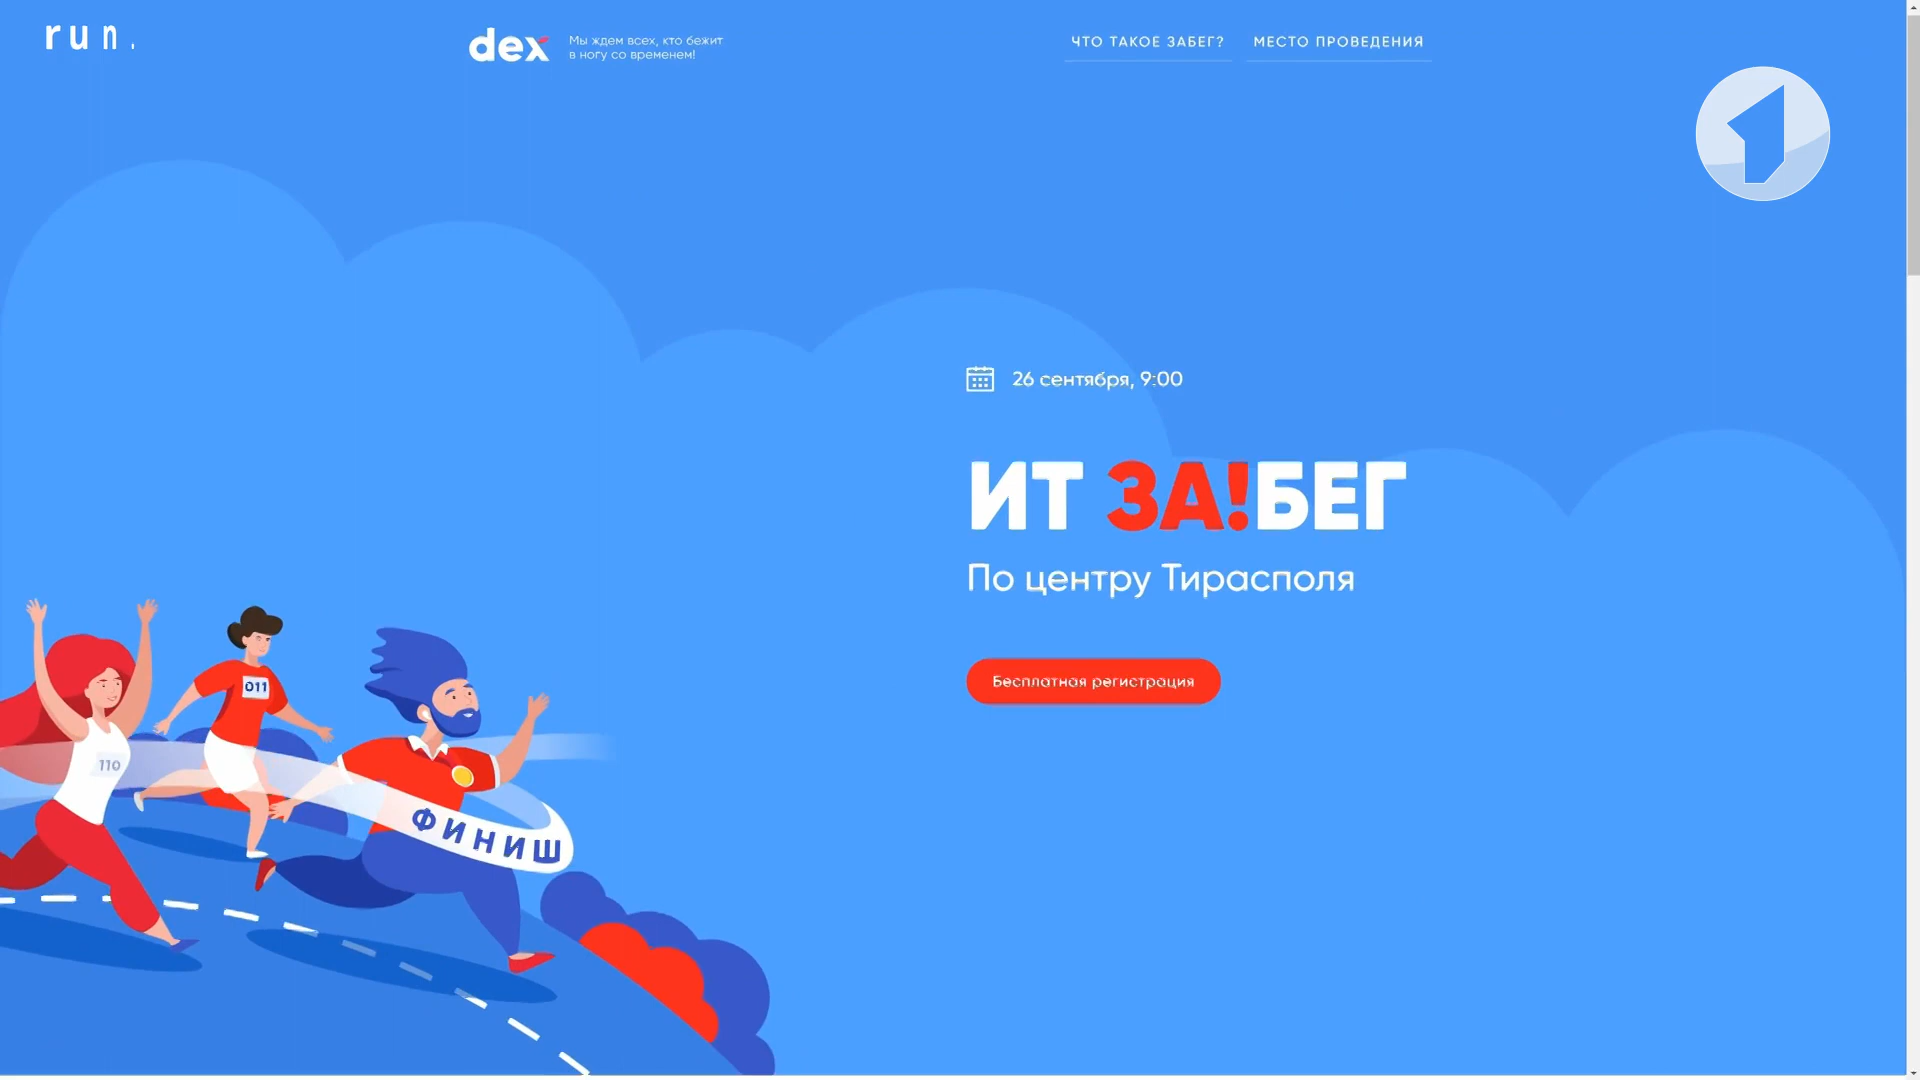 run.
dex
Мы ждем всех, кто бежит
в ногу со временем!
ЧТО ТАКОЕ ЗАБЕГ?
МЕСТО ПРОВЕДЕНИЯ
1
26 сентября, 9:00
ИТ ЗА!БЕГ
По центру Тирасполя
Бесплатная регистрация
011
110
ФИНИШ